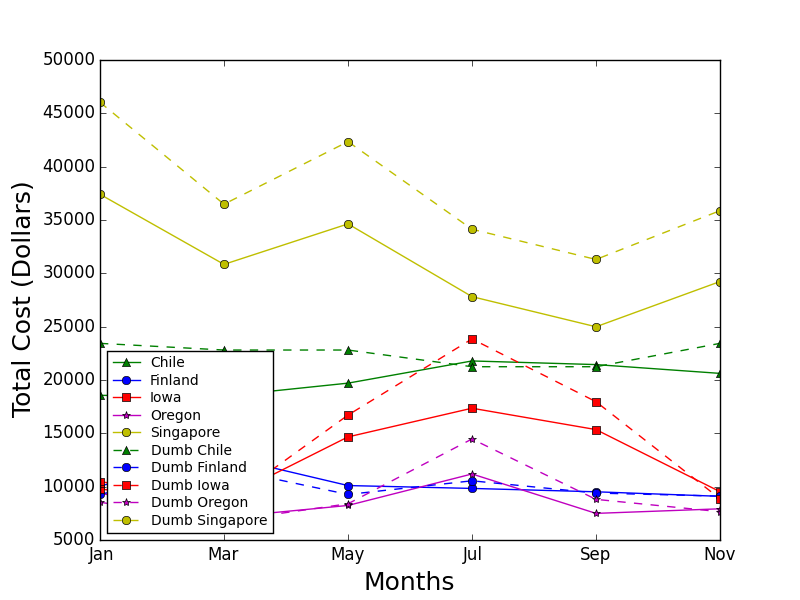 50000
45000
40000
35000
30000
25000
20000
15000
10000
5000
Total Cost (Dollars)
Chile
Finland
Iowa
Oregon
Singapore
Dumb Chile
Dumb Finland
Dumb Iowa
Dumb Oregon
Dumb Singapore
Jan Mar May Jul Sep Nov
Months